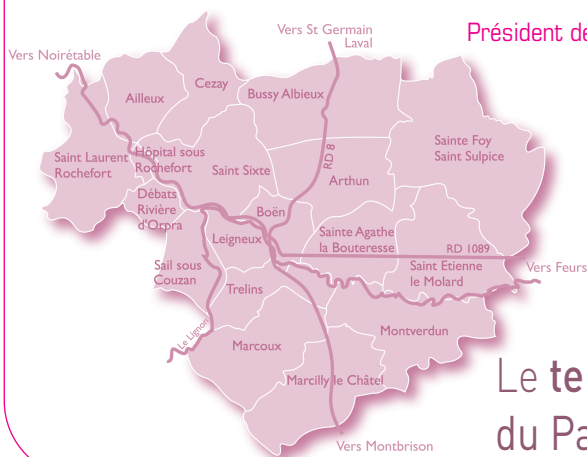 Président de
Vers St Germain
Laval
Vers Noirétable
Cezay
Ailleux
Bussy Albieux
Sainte Foy
Saint Sulpice
RD 8
Hôpital sous
Rochefort
Saint Laurent
Rochefort
Saint Sixte
Arthun
Débats
Rivière
d'Orpra
Boën
Sainte Agathe
la Bouteresse
Leigneux
RD 1089
Sail sous
Couzan
Saint Etienne
le Molard
Vers Feurs
Trelins
Le Lignon
Montverdun
Marcoux
Marcilly le Châtel
Le te
du Pa
Vers Montbrison